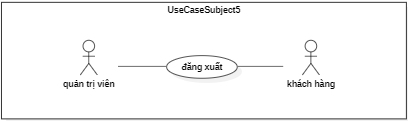 UseCaseSubject5
đăng xuất
quản trị viên
khách hàng